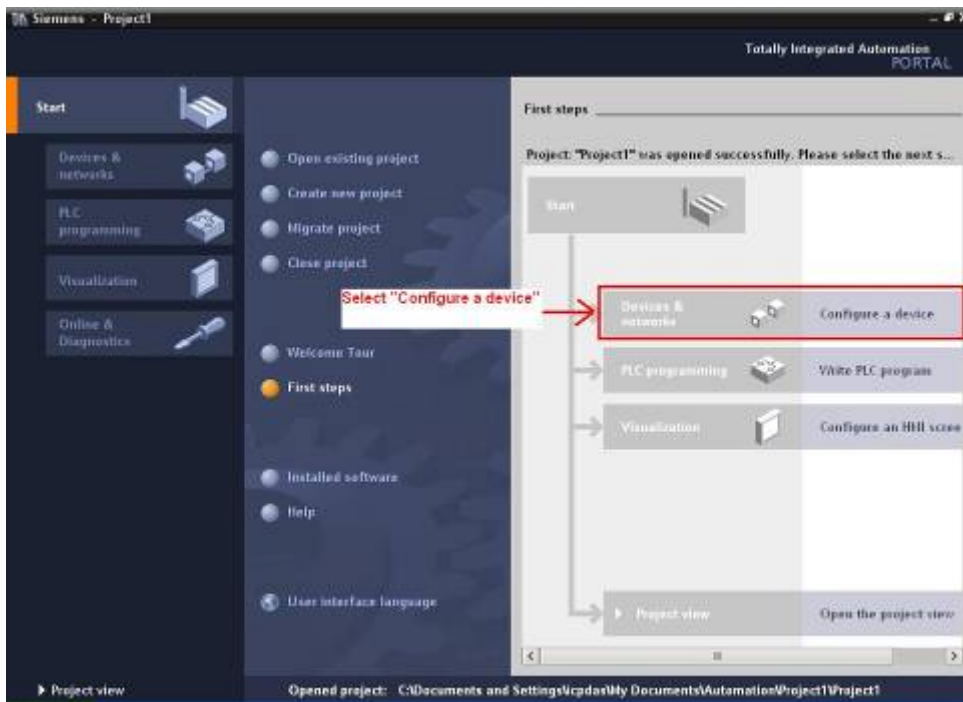 Siemens - Project1
Totally Integrated Automation
PORTAL
Start
Devices &
networks
PLC
programming
Visualization
Online &
Diagnostics
Open existing project
Create new project
Migrate project
Close project
Welcome Tour
First steps
Installed software
Help
User interface language
First steps
Project: "Project1" was opened successfully. Please select the next s...
Start
Select "Configure a device"
Devices &
networks
Configure a device
PLC programming
Write PLC program
Visualization
Configure an HMI scree
Project view
Open the project view
Project view
Opened project: C:\Documents and Settings\icpdas\My Documents\Automation\Project1\Project1